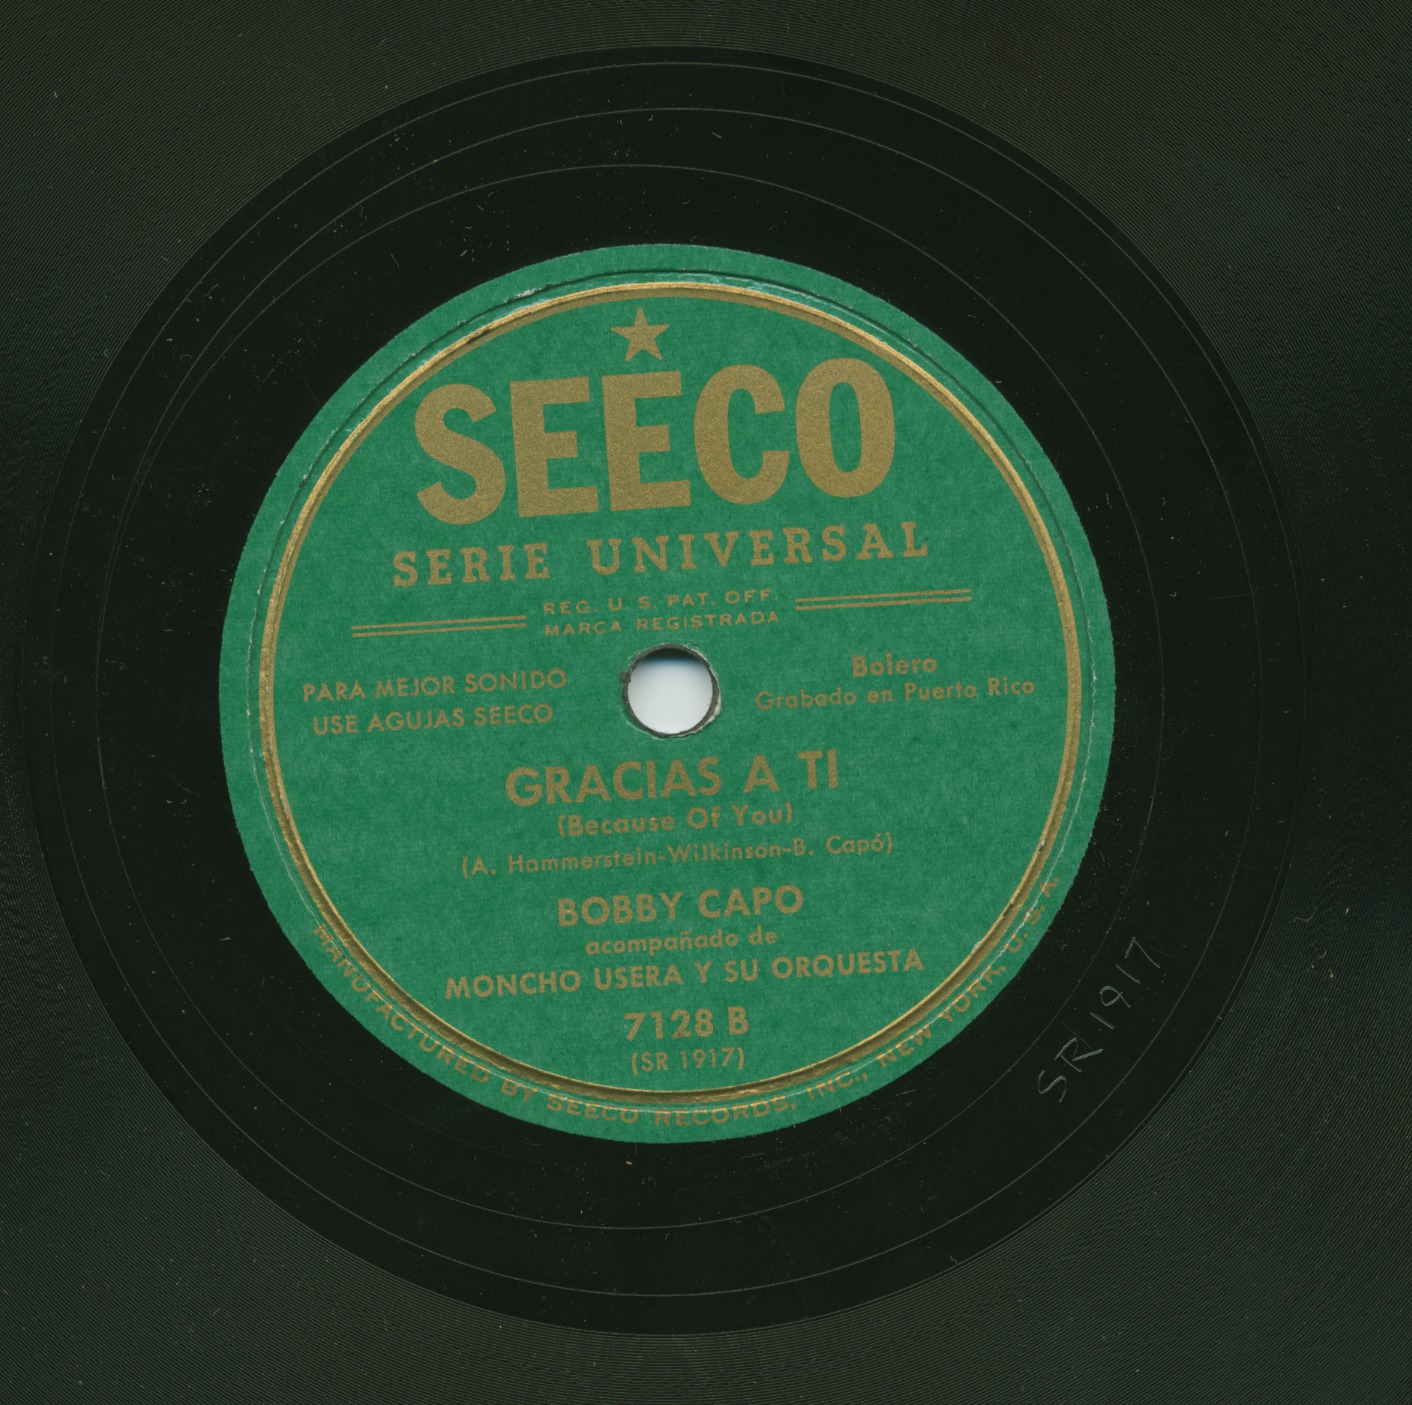 SEECO
SERIE UNIVERSAL
REG. U. S. PAT. OFF.
MARCA REGISTRADA
PARA MEJOR SONIDO
USE AGUJAS SEECO
Bolero
Grabado en Puerto Rico
GRACIAS A TI
(Because Of You)
(A. Hammerstein-Wilkinson-B. Capó)
BOBBY CAPO
acompañado de
MONCHO USERA Y SU ORQUESTA
7128 B
(SR 1917)
MANUFACTURED BY SEECO RECORDS, INC., NEW YORK, U. S. A.
SR 1917